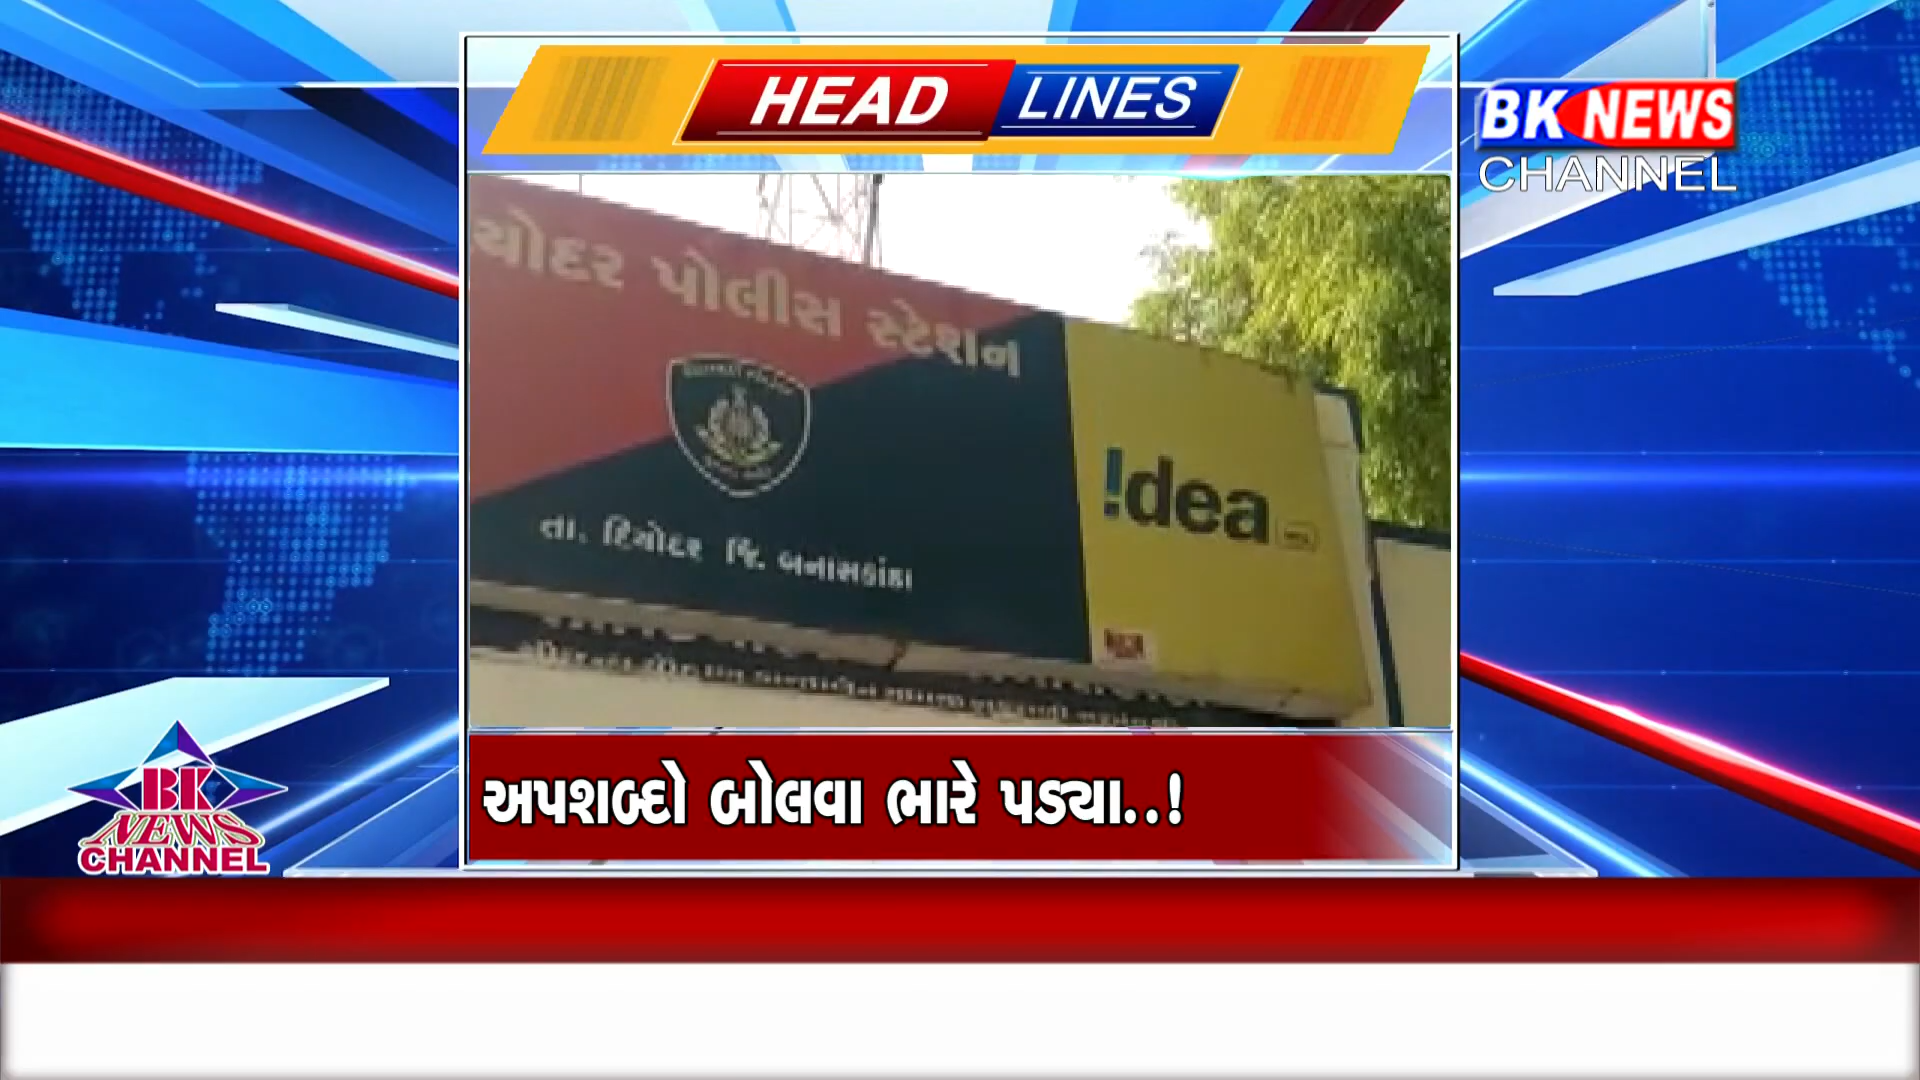 HEAD LINES
BK NEWS
CHANNEL
પોલીસ સ્ટેશન
!dea
તા. દિયોદર જી. બનાસકાંઠા
અપશબ્દો બોલવા ભારે પડ્યા..!
BK
NEWS
CHANNEL